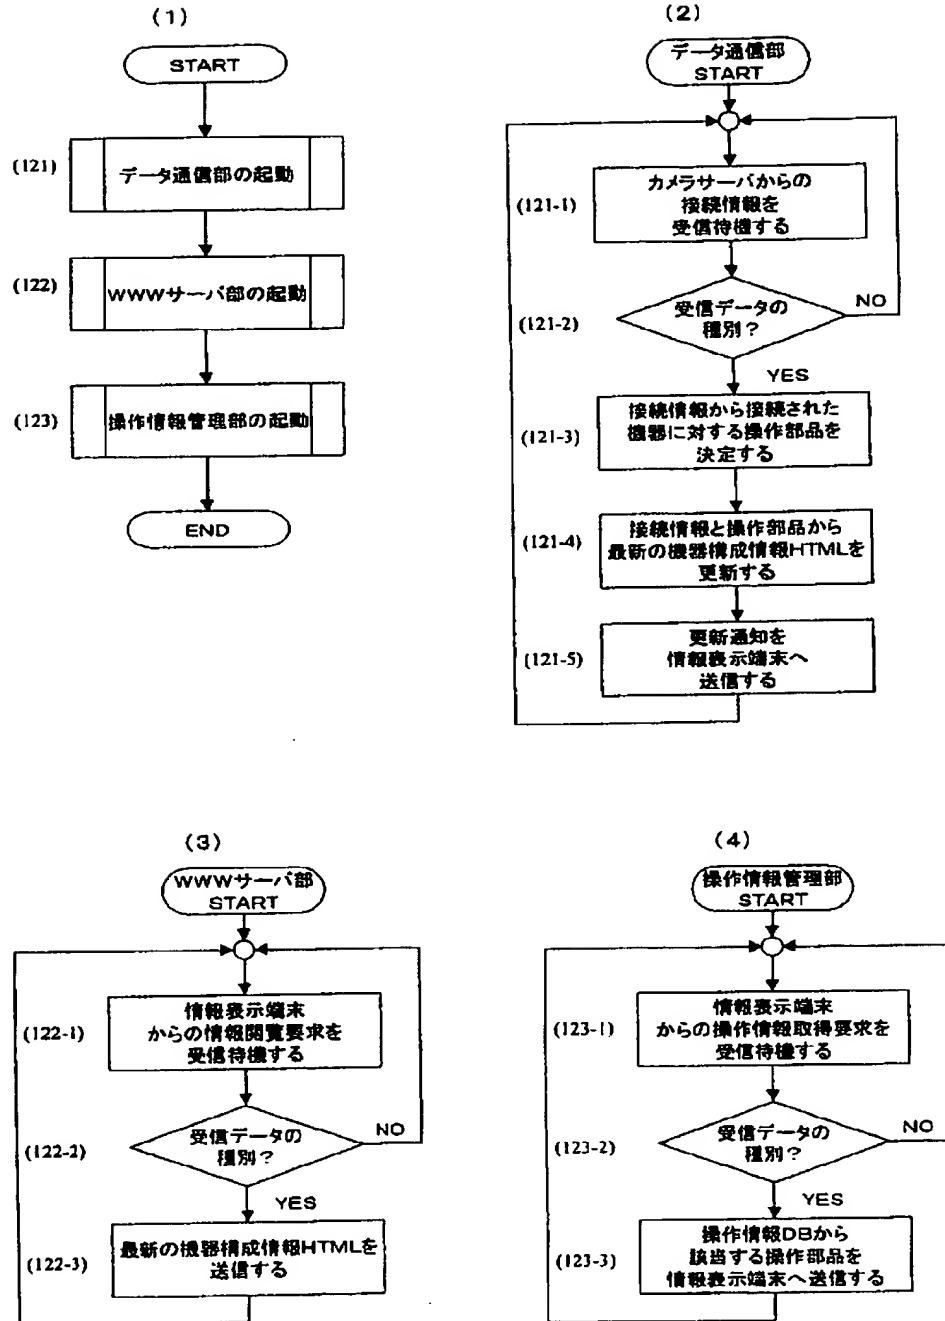 (1)
START
(121)
データ通信部の起動
(122)
WWWサーバ部の起動
(123)
操作情報管理部の起動
END
(2)
データ通信部
START
(121-1)
カメラサーバからの
接続情報を
受信待機する
(121-2)
受信データの
種別?
NO
YES
(121-3)
接続情報から接続された
機器に対する操作部品を
決定する
(121-4)
接続情報と操作部品から
最新の機器構成情報HTMLを
更新する
(121-5)
更新通知を
情報表示端末へ
送信する
(3)
WWWサーバ部
START
(122-1)
情報表示端末
からの情報閲覧要求を
受信待機する
(122-2)
受信データの
種別?
NO
YES
(122-3)
最新の機器構成情報HTMLを
送信する
(4)
操作情報管理部
START
(123-1)
情報表示端末
からの操作情報取得要求を
受信待機する
(123-2)
受信データの
種別?
NO
YES
(123-3)
操作情報DBから
該当する操作部品を
情報表示端末へ送信する